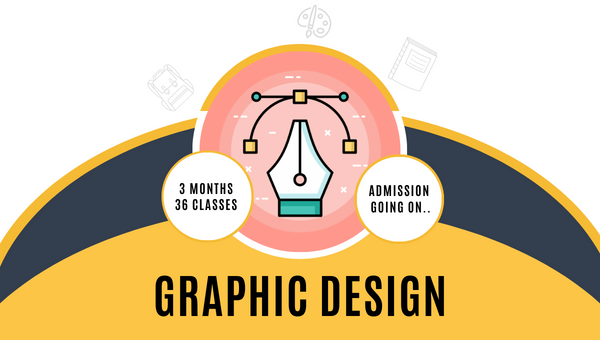 3 MONTHS
36 CLASSES
ADMISSION
GOING ON..
GRAPHIC DESIGN